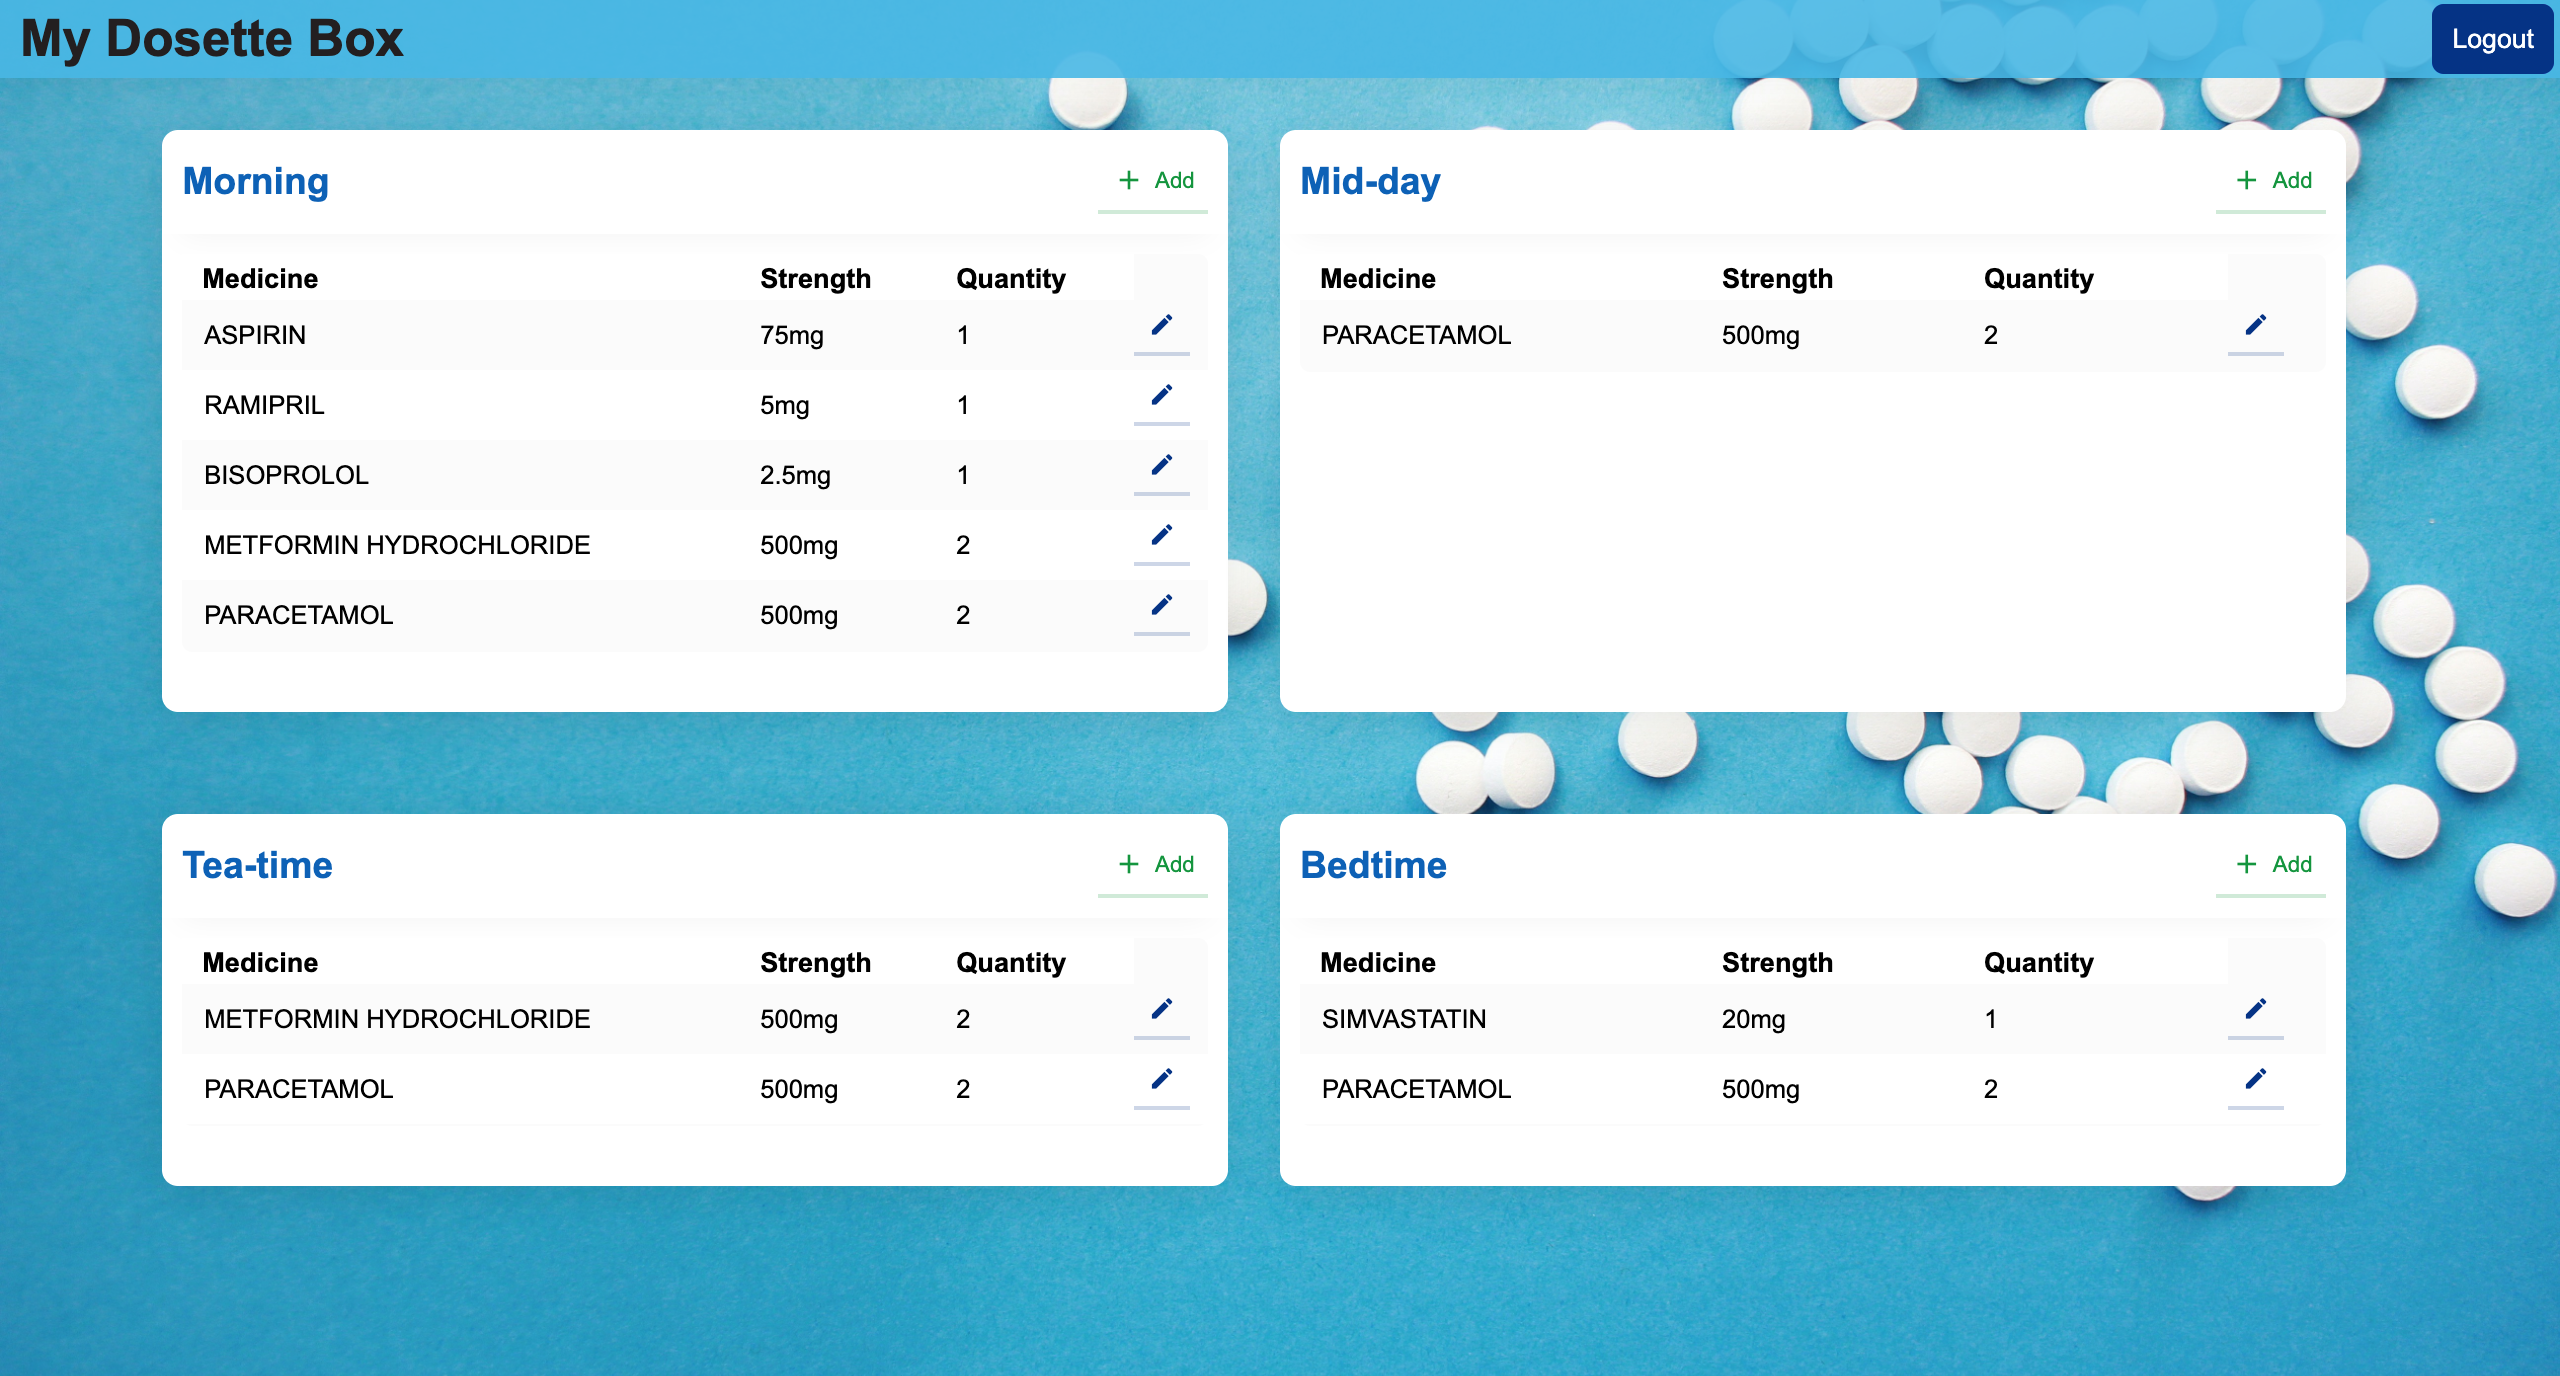 My Dosette Box
Logout
Morning
+ Add
Medicine Strength Quantity
ASPIRIN 75mg 1
RAMIPRIL 5mg 1
BISOPROLOL 2.5mg 1
METFORMIN HYDROCHLORIDE 500mg 2
PARACETAMOL 500mg 2
Mid-day
+ Add
Medicine Strength Quantity
PARACETAMOL 500mg 2
Tea-time
+ Add
Medicine Strength Quantity
METFORMIN HYDROCHLORIDE 500mg 2
PARACETAMOL 500mg 2
Bedtime
+ Add
Medicine Strength Quantity
SIMVASTATIN 20mg 1
PARACETAMOL 500mg 2